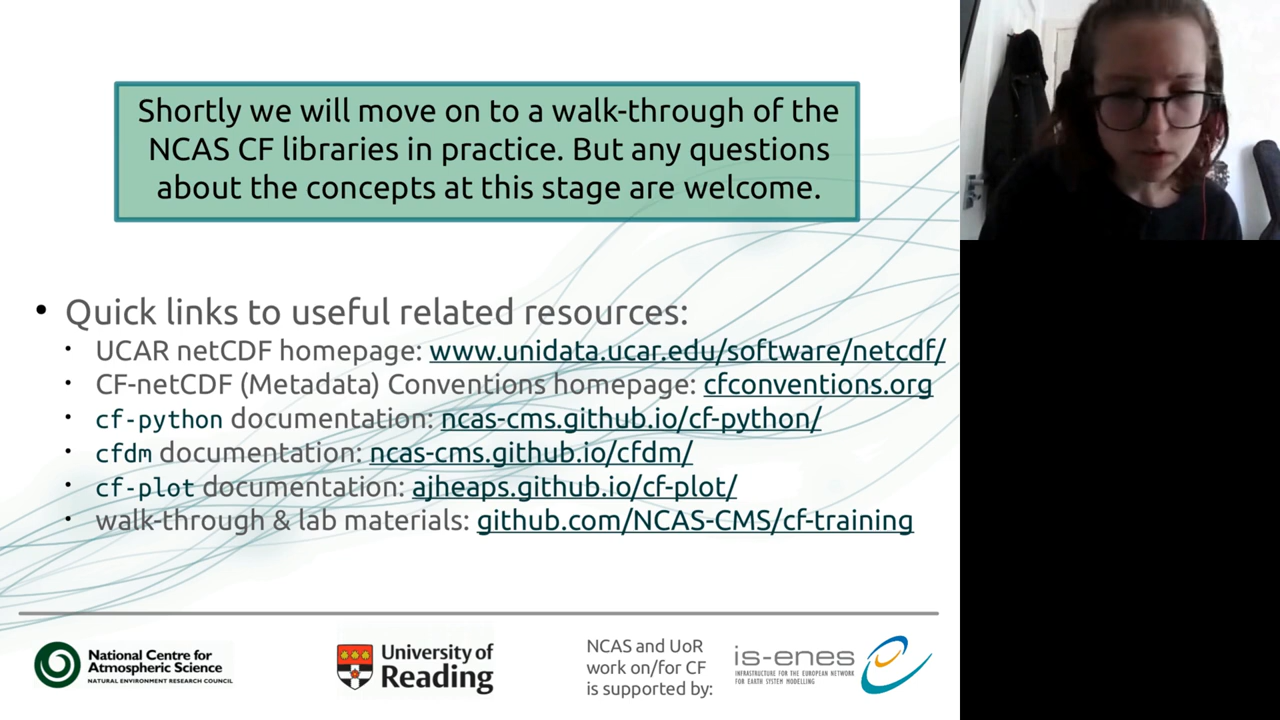 Shortly we will move on to a walk-through of the
NCAS CF libraries in practice. But any questions
about the concepts at this stage are welcome.
• Quick links to useful related resources:
• UCAR netCDF homepage: www.unidata.ucar.edu/software/netcdf/
• CF-netCDF (Metadata) Conventions homepage: cfconventions.org
• cf-python documentation: ncas-cms.github.io/cf-python/
• cfdm documentation: ncas-cms.github.io/cfdm/
• cf-plot documentation: ajheaps.github.io/cf-plot/
• walk-through & lab materials: github.com/NCAS-CMS/cf-training
National Centre for
Atmospheric Science
NATURAL ENVIRONMENT RESEARCH COUNCIL
University of
Reading
NCAS and UoR
work on/for CF
is supported by:
is-enes
INFRASTRUCTURE FOR THE EUROPEAN NETWORK
FOR EARTH SYSTEM MODELLING